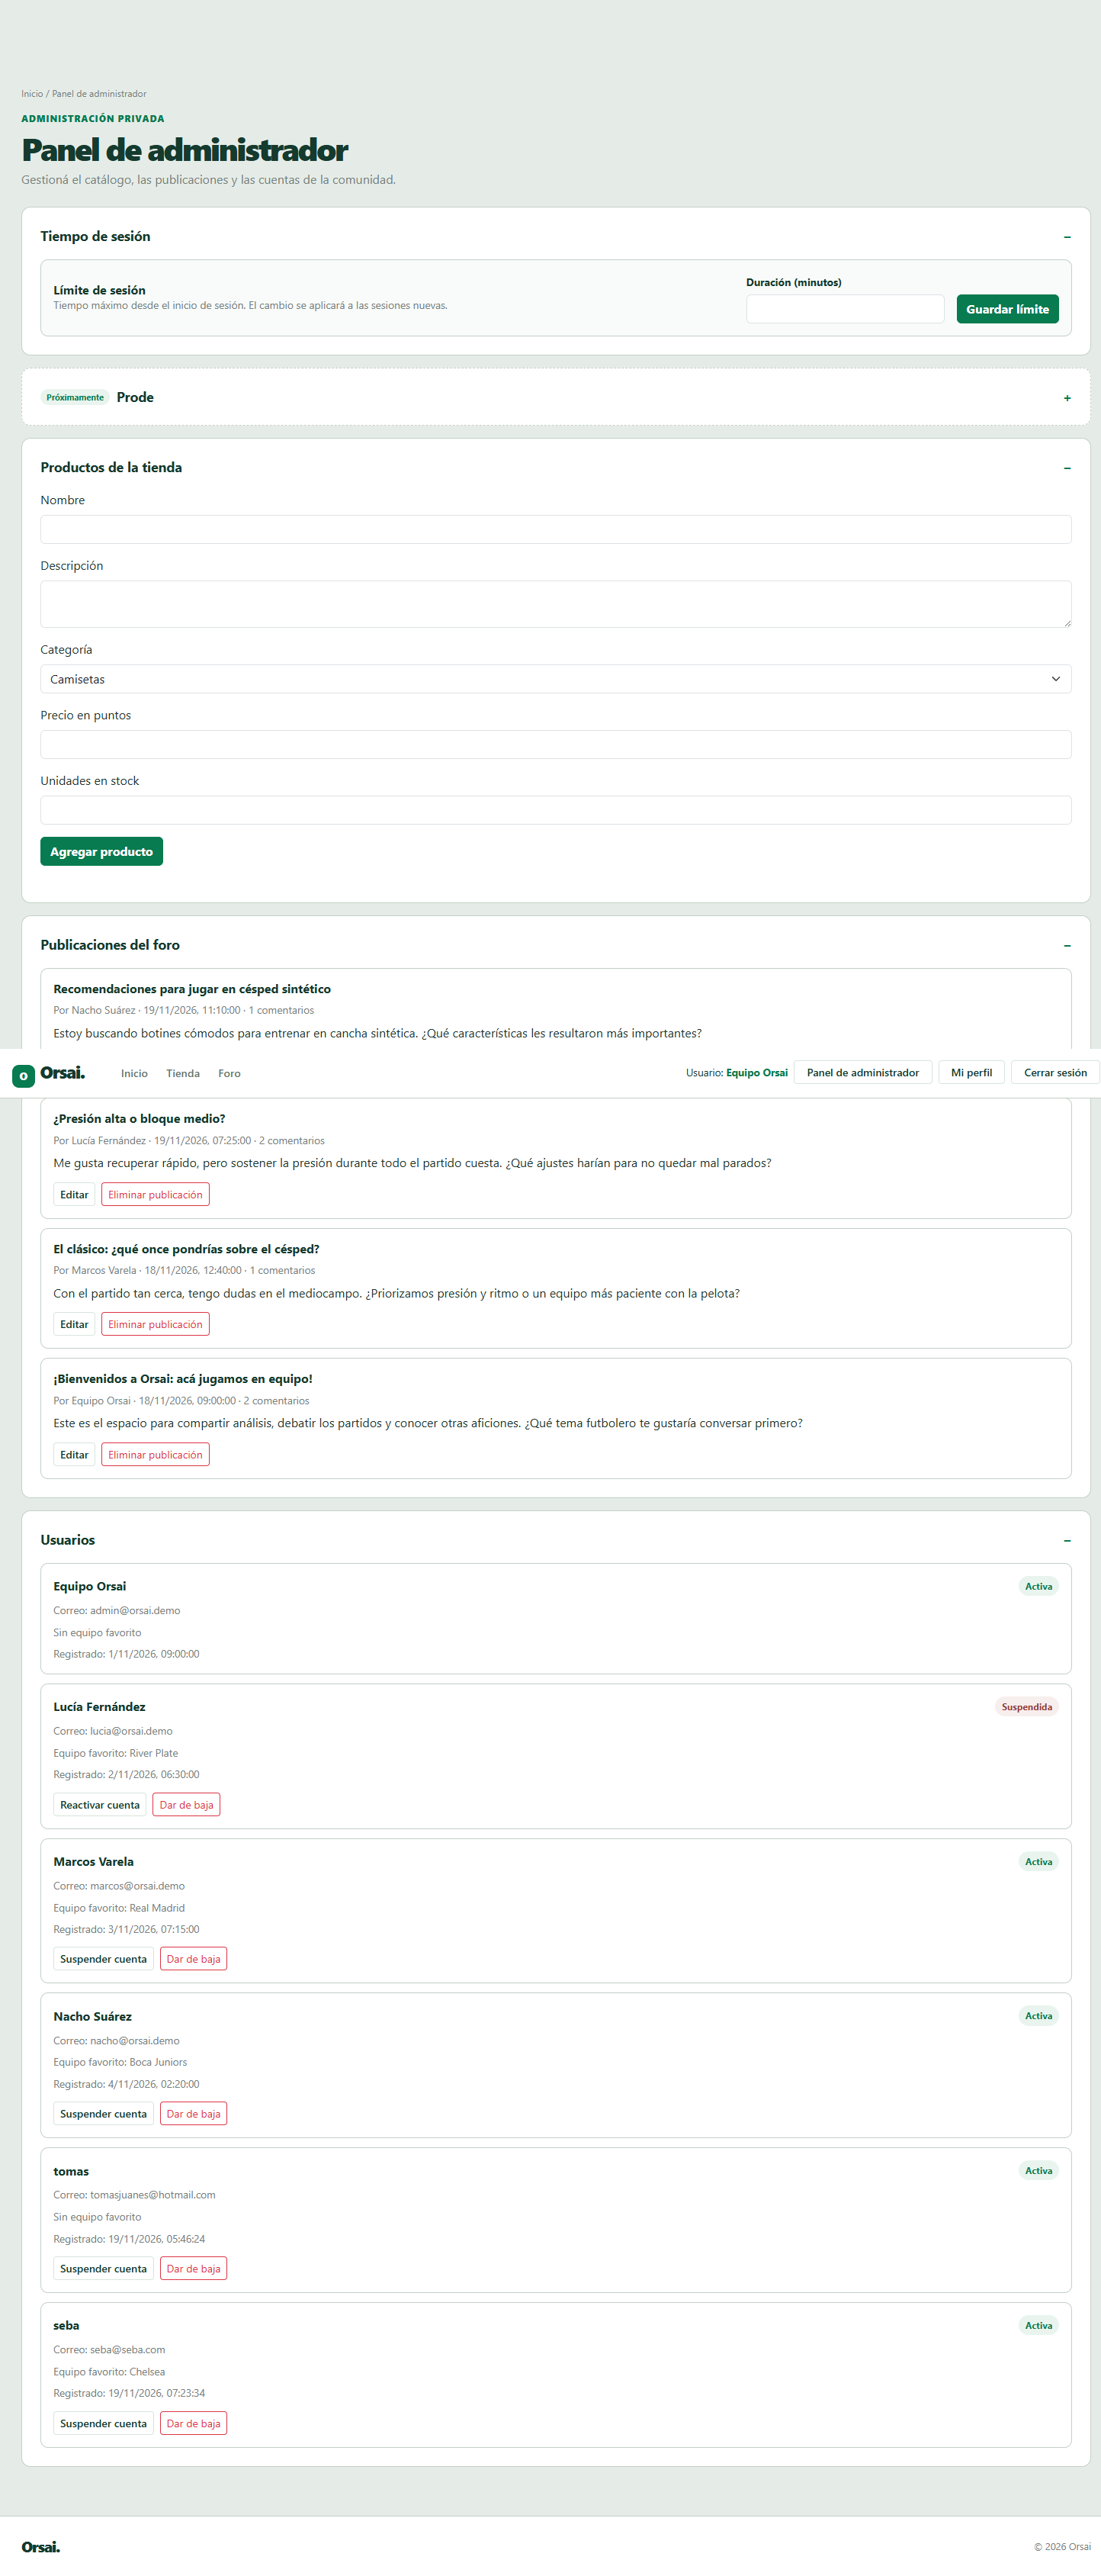 Inicio / Panel de administrador
ADMINISTRACIÓN PRIVADA
Panel de administrador
Gestioná el catálogo, las publicaciones y las cuentas de la comunidad.
Tiempo de sesión
−
Límite de sesión
Tiempo máximo desde el inicio de sesión. El cambio se aplicará a las sesiones nuevas.
Duración (minutos)
Guardar límite
Próximamente Prode
+
Productos de la tienda
−
Nombre
Descripción
Categoría
Camisetas
Precio en puntos
Unidades en stock
Agregar producto
Publicaciones del foro
−
Recomendaciones para jugar en césped sintético
Por Nacho Suárez · 19/11/2026, 11:10:00 · 1 comentarios
Estoy buscando botines cómodos para entrenar en cancha sintética. ¿Qué características les resultaron más importantes?
O Orsai. Inicio Tienda Foro Usuario: Equipo Orsai Panel de administrador Mi perfil Cerrar sesión
¿Presión alta o bloque medio?
Por Lucía Fernández · 19/11/2026, 07:25:00 · 2 comentarios
Me gusta recuperar rápido, pero sostener la presión durante todo el partido cuesta. ¿Qué ajustes harían para no quedar mal parados?
Editar Eliminar publicación
El clásico: ¿qué once pondrías sobre el césped?
Por Marcos Varela · 18/11/2026, 12:40:00 · 1 comentarios
Con el partido tan cerca, tengo dudas en el mediocampo. ¿Priorizamos presión y ritmo o un equipo más paciente con la pelota?
Editar Eliminar publicación
¡Bienvenidos a Orsai: acá jugamos en equipo!
Por Equipo Orsai · 18/11/2026, 09:00:00 · 2 comentarios
Este es el espacio para compartir análisis, debatir los partidos y conocer otras aficiones. ¿Qué tema futbolero te gustaría conversar primero?
Editar Eliminar publicación
Usuarios
−
Equipo Orsai Activa
Correo: admin@orsai.demo
Sin equipo favorito
Registrado: 1/11/2026, 09:00:00
Lucía Fernández Suspendida
Correo: lucia@orsai.demo
Equipo favorito: River Plate
Registrado: 2/11/2026, 06:30:00
Reactivar cuenta Dar de baja
Marcos Varela Activa
Correo: marcos@orsai.demo
Equipo favorito: Real Madrid
Registrado: 3/11/2026, 07:15:00
Suspender cuenta Dar de baja
Nacho Suárez Activa
Correo: nacho@orsai.demo
Equipo favorito: Boca Juniors
Registrado: 4/11/2026, 02:20:00
Suspender cuenta Dar de baja
tomas Activa
Correo: tomasjuanes@hotmail.com
Sin equipo favorito
Registrado: 19/11/2026, 05:46:24
Suspender cuenta Dar de baja
seba Activa
Correo: seba@seba.com
Equipo favorito: Chelsea
Registrado: 19/11/2026, 07:23:34
Suspender cuenta Dar de baja
Orsai.
© 2026 Orsai